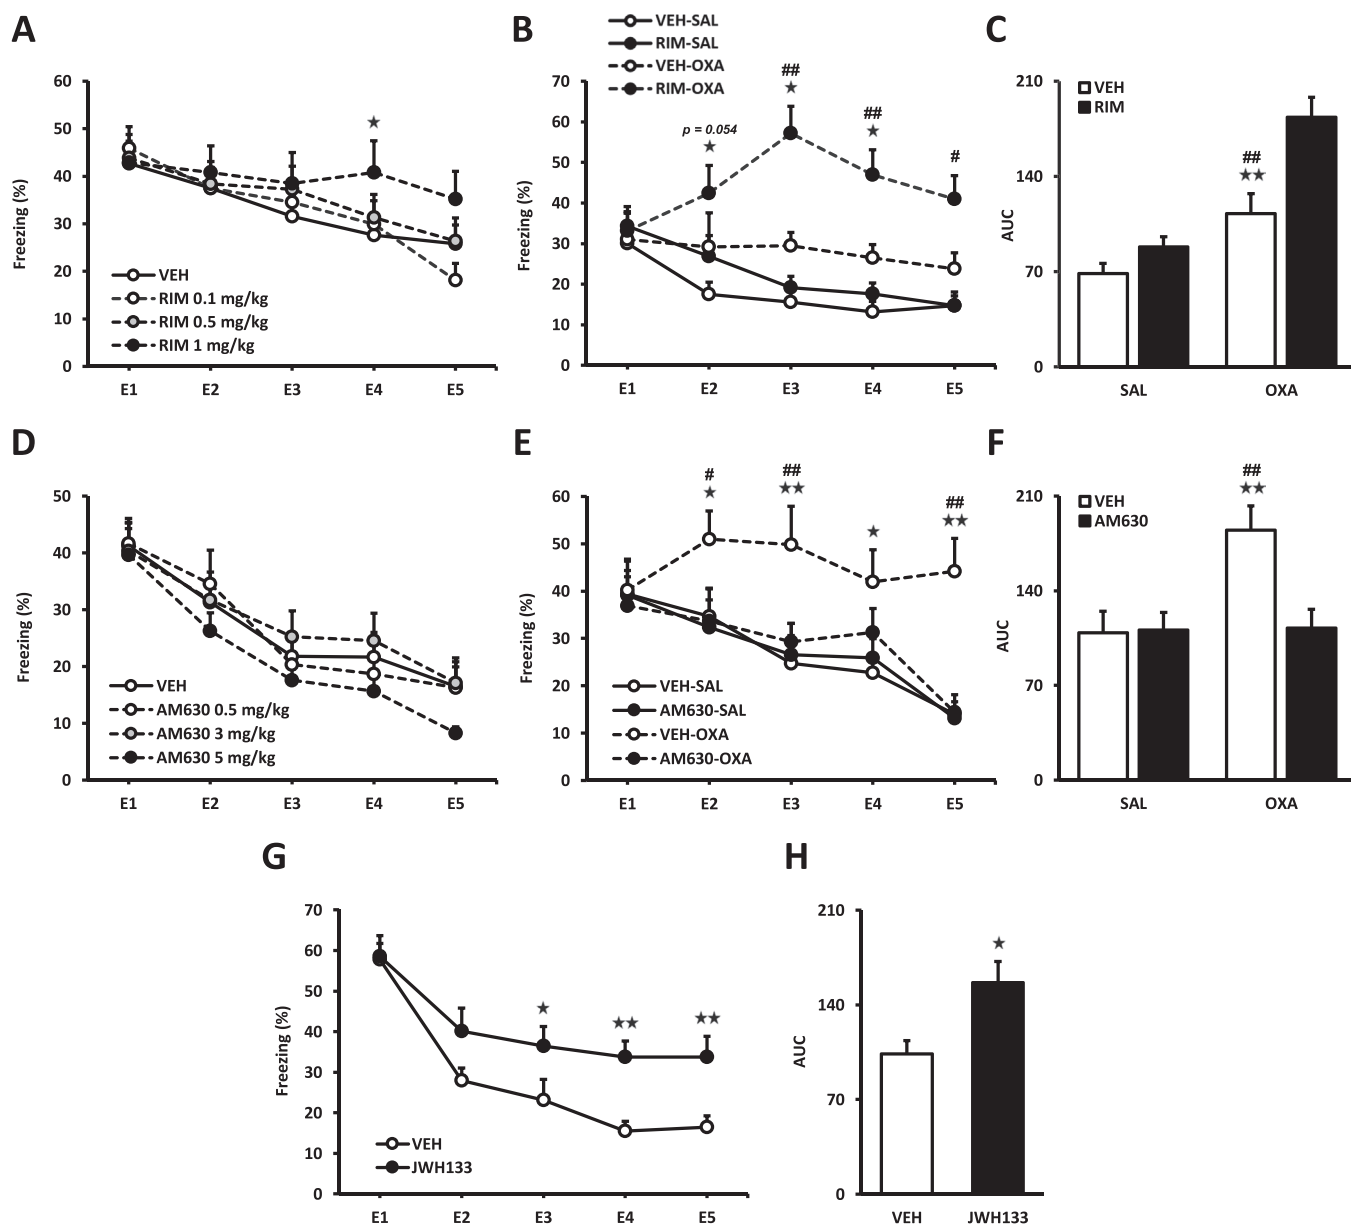 A
60
50
40
30
20
10
0
Freezing (%)
★
VEH
RIM 0.1 mg/kg
RIM 0.5 mg/kg
RIM 1 mg/kg
E1 E2 E3 E4 E5
B
VEH-SAL
RIM-SAL
VEH-OXA
RIM-OXA
70
60
50
40
30
20
10
0
Freezing (%)
p = 0.054
★
##
★
##
★
#
E1 E2 E3 E4 E5
C
210
140
70
0
AUC
VEH
RIM
##
★★
SAL OXA
D
50
40
30
20
10
0
Freezing (%)
VEH
AM630 0.5 mg/kg
AM630 3 mg/kg
AM630 5 mg/kg
E1 E2 E3 E4 E5
E
60
50
40
30
20
10
0
Freezing (%)
#
★
##
★★
★
##
★★
VEH-SAL
AM630-SAL
VEH-OXA
AM630-OXA
E1 E2 E3 E4 E5
F
210
140
70
0
AUC
VEH
AM630
##
★★
SAL OXA
G
70
60
50
40
30
20
10
0
Freezing (%)
★ ★★ ★★
VEH
JWH133
E1 E2 E3 E4 E5
H
210
140
70
0
AUC
★
VEH JWH133